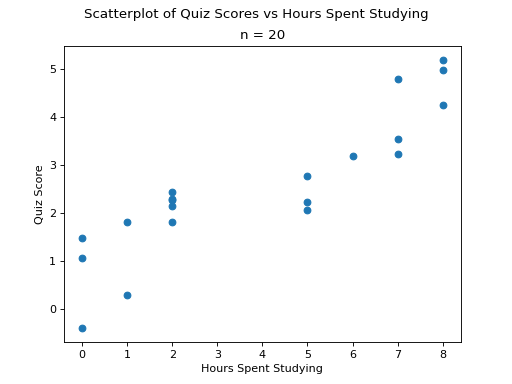 Scatterplot of Quiz Scores vs Hours Spent Studying
n = 20
5
4
3
2
1
0
Quiz Score
0 1 2 3 4 5 6 7 8
Hours Spent Studying